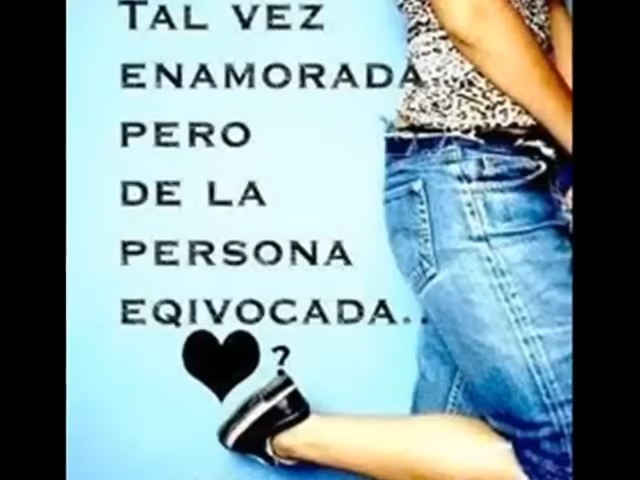 TAL VEZ
ENAMORADA
PERO
DE LA
PERSONA
EQIVOCADA..
?